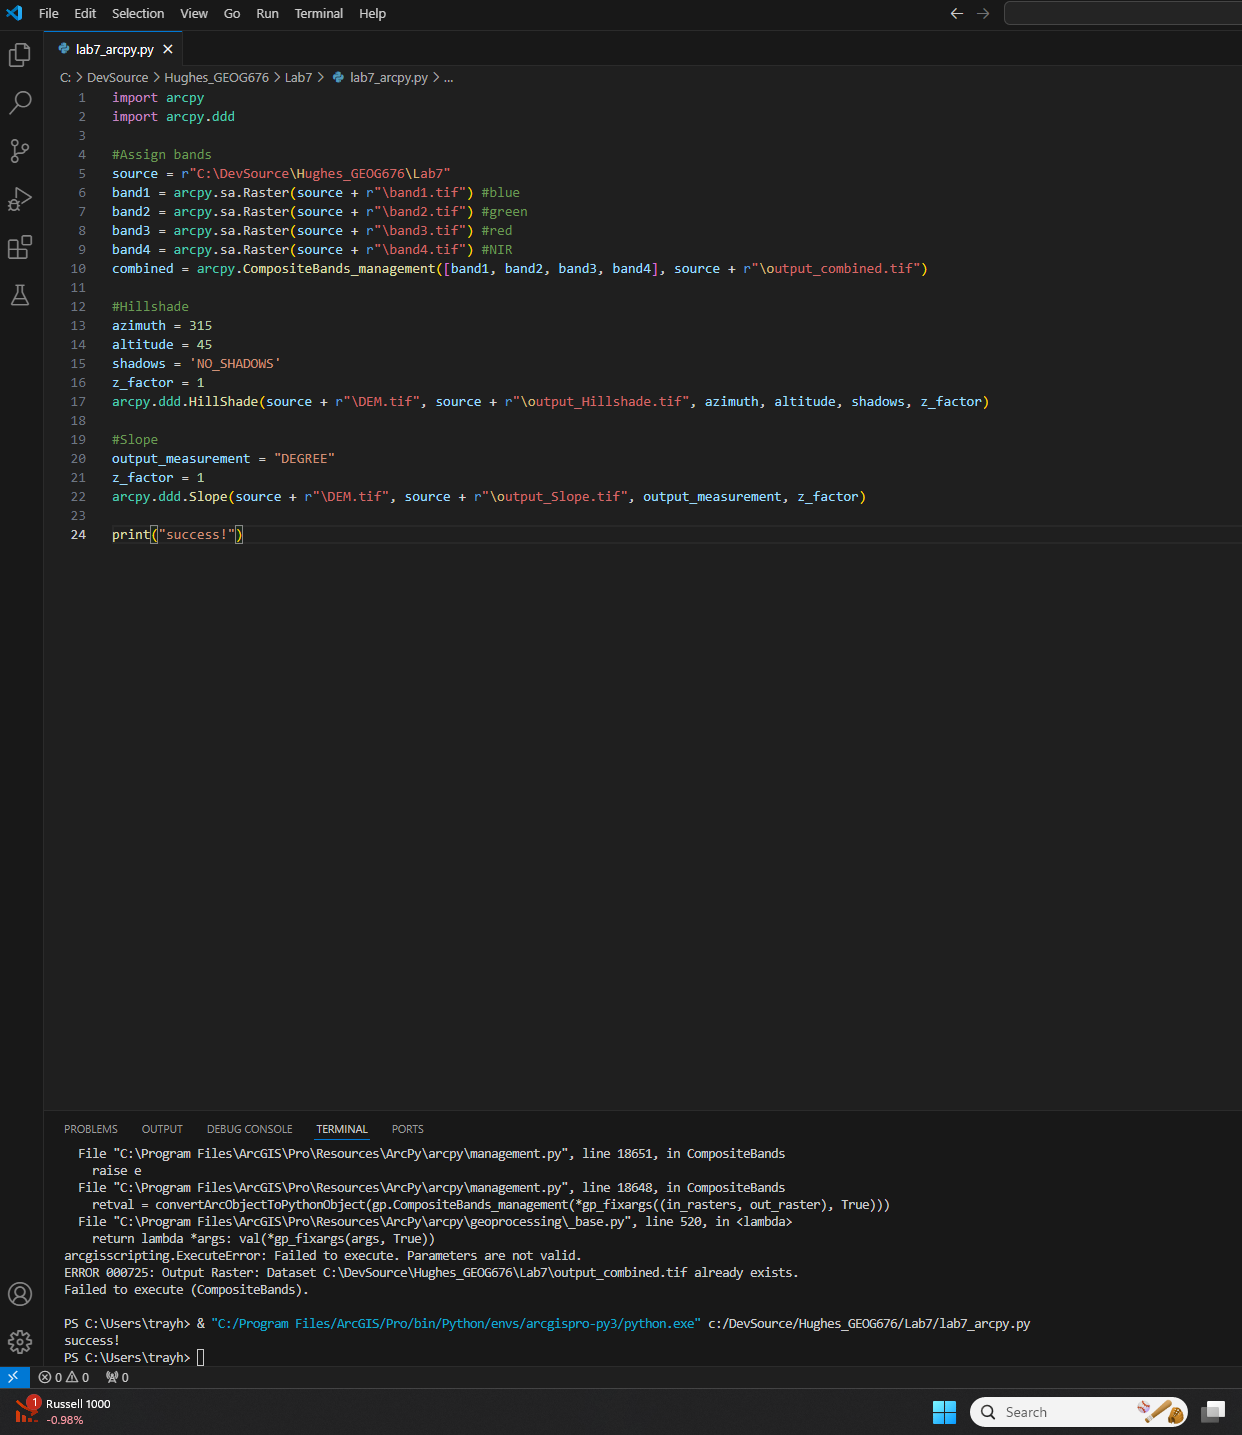 File Edit Selection View Go Run Terminal Help
lab7_arcpy.py
C: > DevSource > Hughes_GEOG676 > Lab7 > lab7_arcpy.py > ...
1 import arcpy
2 import arcpy.ddd
3
4 #Assign bands
5 source = r"C:\DevSource\Hughes_GEOG676\Lab7"
6 band1 = arcpy.sa.Raster(source + r"\band1.tif") #blue
7 band2 = arcpy.sa.Raster(source + r"\band2.tif") #green
8 band3 = arcpy.sa.Raster(source + r"\band3.tif") #red
9 band4 = arcpy.sa.Raster(source + r"\band4.tif") #NIR
10 combined = arcpy.CompositeBands_management([band1, band2, band3, band4], source + r"\output_combined.tif")
11
12 #Hillshade
13 azimuth = 315
14 altitude = 45
15 shadows = 'NO_SHADOWS'
16 z_factor = 1
17 arcpy.ddd.HillShade(source + r"\DEM.tif", source + r"\output_Hillshade.tif", azimuth, altitude, shadows, z_factor)
18
19 #Slope
20 output_measurement = "DEGREE"
21 z_factor = 1
22 arcpy.ddd.Slope(source + r"\DEM.tif", source + r"\output_Slope.tif", output_measurement, z_factor)
23
24 print("success!")
PROBLEMS OUTPUT DEBUG CONSOLE TERMINAL PORTS
File "C:\Program Files\ArcGIS\Pro\Resources\ArcPy\arcpy\management.py", line 18651, in CompositeBands
raise e
File "C:\Program Files\ArcGIS\Pro\Resources\ArcPy\arcpy\management.py", line 18648, in CompositeBands
retval = convertArcObjectToPythonObject(gp.CompositeBands_management(*gp_fixargs((in_rasters, out_raster), True)))
File "C:\Program Files\ArcGIS\Pro\Resources\ArcPy\arcpy\geoprocessing\_base.py", line 520, in <lambda>
return lambda *args: val(*gp_fixargs(args, True))
arcgisscripting.ExecuteError: Failed to execute. Parameters are not valid.
ERROR 000725: Output Raster: Dataset C:\DevSource\Hughes_GEOG676\Lab7\output_combined.tif already exists.
Failed to execute (CompositeBands).
PS C:\Users\trayh> & "C:/Program Files/ArcGIS/Pro/bin/Python/envs/arcgispro-py3/python.exe" c:/DevSource/Hughes_GEOG676/Lab7/lab7_arcpy.py
success!
PS C:\Users\trayh>
0 0 0
1 Russell 1000
-0.98%
Search